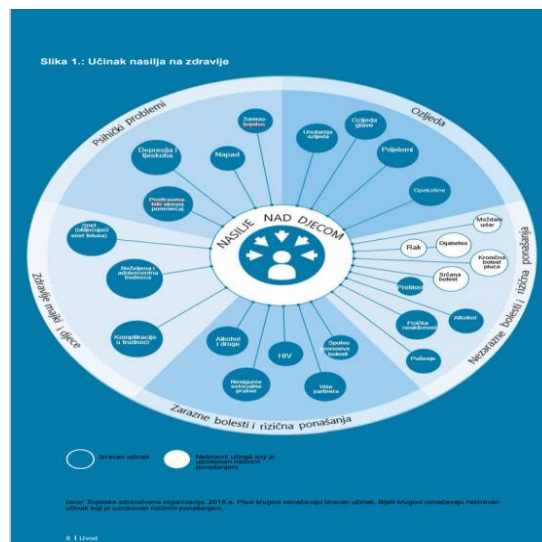 Slika 1.: Učinak nasilja na zdravlje
Psihički problemi
Ozljeda
Samou-
bojstvo
Napad
Depresija i
tjeskoba
Posttrauma-
tski stresni
poremećaj
Unutarnja
ozljeda
Ozljeda
glave
Prijelomi
Opekotine
NASILJE NAD DJECOM
Smrt
(uključujući
smrt fetusa)
Neželjena i
adolescentna
trudnoća
Komplikacije
u trudnoći
Zdravlje majki i djece
Moždani
udar
Rak
Dijabetes
Kronična
bolest
pluća
Srčana
bolest
Pretilost
Alkohol
Fizička
neaktivnost
Pušenje
Nezarazne bolesti i rizična ponašanja
Alkohol
i droge
Nesigurne
seksualne
prakse
HIV
Spolno
prenosive
bolesti
Više
partnera
Zarazne bolesti i rizična ponašanja
Izravan učinak
Neizravni učinak koji je
uzrokovan rizičnim
ponašanjem
Izvor: Svjetska zdravstvena organizacija, 2016.a. Plavi krugovi označavaju izravan učinak. Bijeli krugovi označavaju neizravan
učinak koji je uzrokovan rizičnim ponašanjem.
6 I Uvod